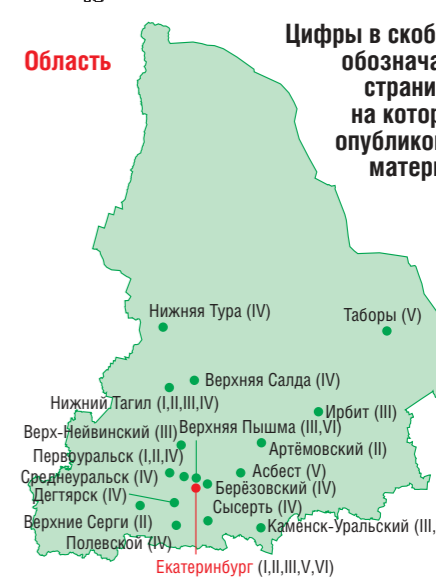 Область
Цифры в скоб
обознача
страни
на котор
опубликов
матери
Нижняя Тура (IV)
Таборы (V)
Верхняя Салда (IV)
Нижний Тагил (I,II,III,IV)
Ирбит (III)
Верх-Нейвинский (III)
Верхняя Пышма (III,VI)
Артёмовский (II)
Первоуральск (I,II,IV)
Асбест (V)
Среднеуральск (IV)
Берёзовский (IV)
Дегтярск (IV)
Сысерть (IV)
Верхние Серги (II)
Каменск-Уральский (III,
Полевской (IV)
Екатеринбург (I,II,III,V,VI)